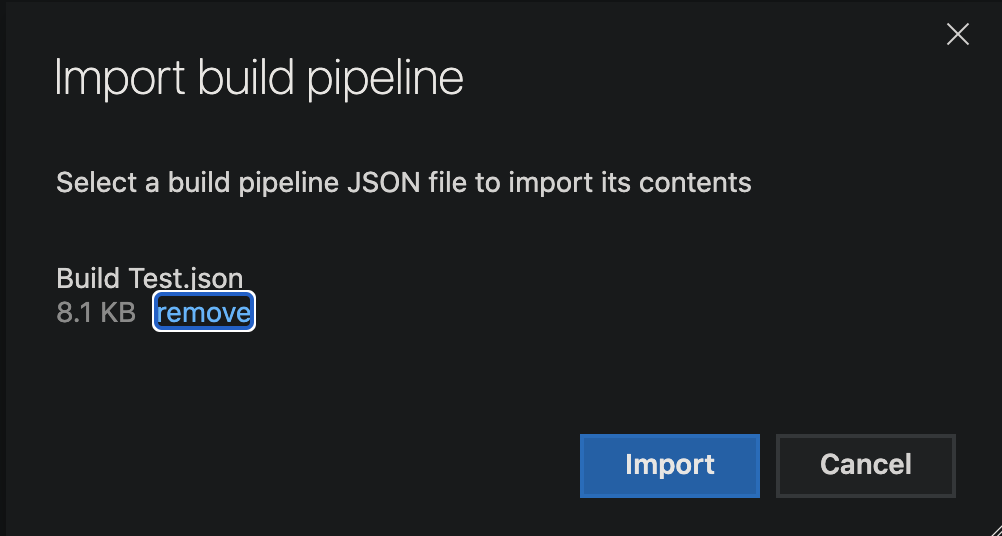 Import build pipeline
Select a build pipeline JSON file to import its contents
Build Test.json
8.1 KB remove
Import Cancel